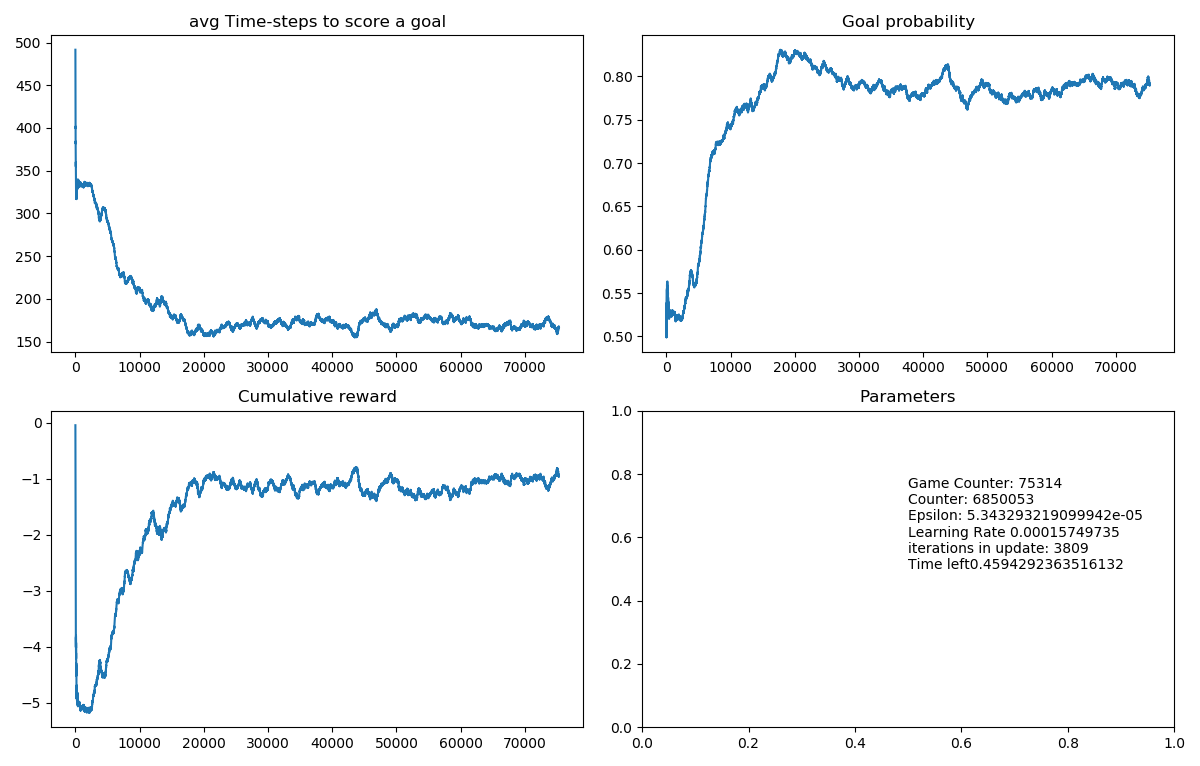 avg Time-steps to score a goal
500
450
400
350
300
250
200
150
0 10000 20000 30000 40000 50000 60000 70000
Goal probability
0.80
0.75
0.70
0.65
0.60
0.55
0.50
0 10000 20000 30000 40000 50000 60000 70000
Cumulative reward
0
−1
−2
−3
−4
−5
0 10000 20000 30000 40000 50000 60000 70000
Parameters
1.0
0.8
0.6
0.4
0.2
0.0
Game Counter: 75314
Counter: 6850053
Epsilon: 5.343293219099942e-05
Learning Rate 0.00015749735
iterations in update: 3809
Time left0.4594292363516132
0.0 0.2 0.4 0.6 0.8 1.0